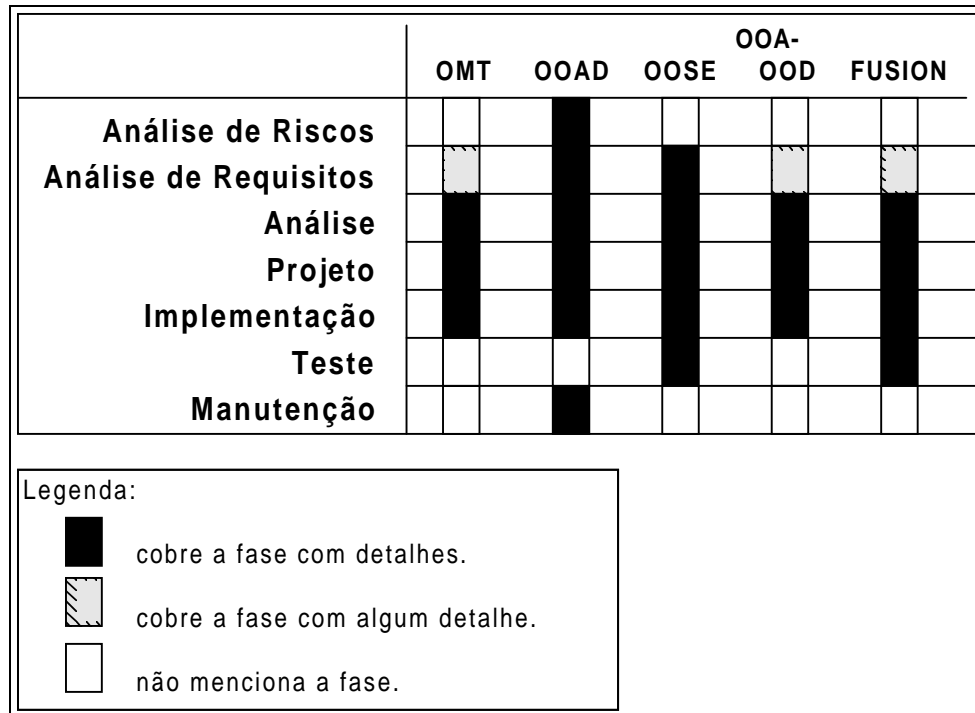 OOA-
OMT OOAD OOSE OOD FUSION
Análise de Riscos
Análise de Requisitos
Análise
Projeto
Implementação
Teste
Manutenção
Legenda:
cobre a fase com detalhes.
cobre a fase com algum detalhe.
não menciona a fase.